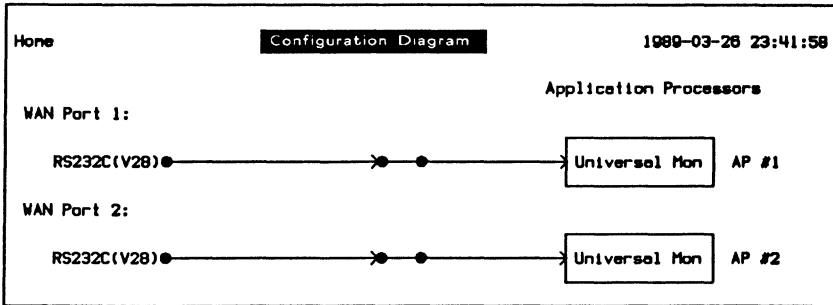 Home Configuration Diagram 1989-03-26 23:41:58
Application Processors
WAN Port 1:
RS232C(V28) Universal Mon AP #1
WAN Port 2:
RS232C(V28) Universal Mon AP #2